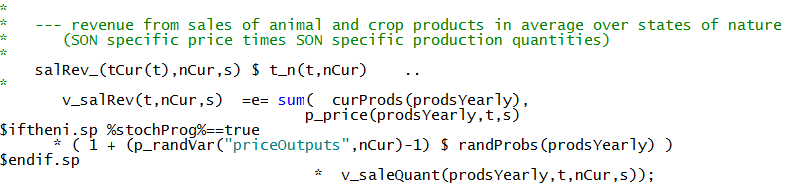 *
*    --- revenue from sales of animal and crop products in average over states of nature
*        (SON specific price times SON specific production quantities)
*
     salRev_(tCur(t),nCur,s) $ t_n(t,nCur)     ..
*
        v_salRev(t,nCur,s)  =e= sum(  curProds(prodsYearly),
                                      p_price(prodsYearly,t,s)
$iftheni.sp %stochProg%==true
       * ( 1 + (p_randVar("priceOutputs",nCur)-1) $ randProbs(prodsYearly) )
$endif.sp
                                       *  v_saleQuant(prodsYearly,t,nCur,s));